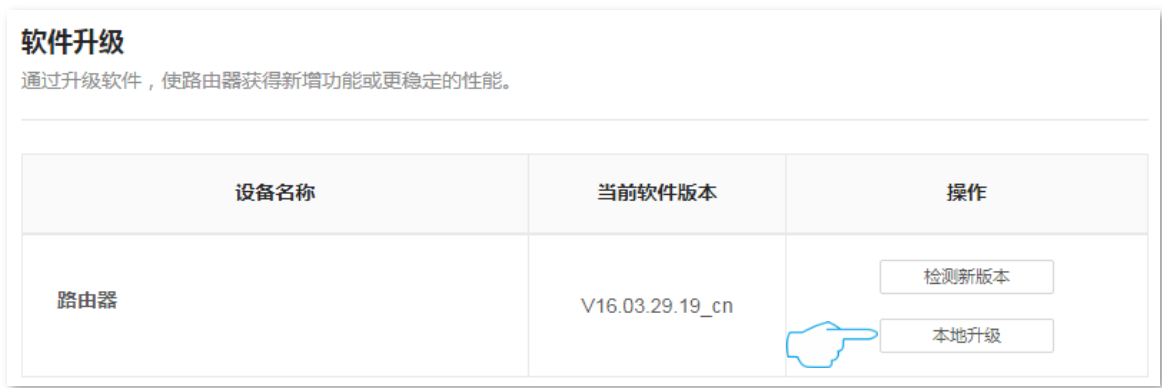 软件升级
通过升级软件，使路由器获得新增功能或更稳定的性能。
设备名称 当前软件版本 操作
检测新版本
路由器 V16.03.29.19_cn
本地升级